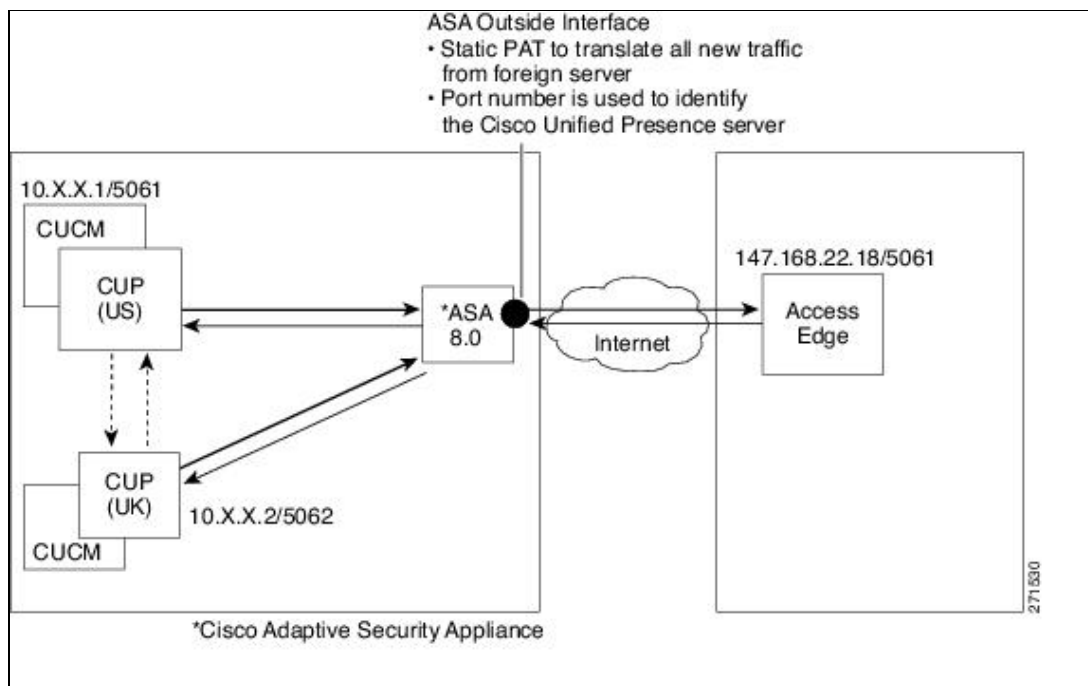 ASA Outside Interface
• Static PAT to translate all new traffic
from foreign server
• Port number is used to identify
the Cisco Unified Presence server
10.X.X.1/5061
CUCM
CUP
(US)
*ASA
8.0
Internet
147.168.22.18/5061
Access
Edge
CUP
(UK)
10.X.X.2/5062
CUCM
271530
*Cisco Adaptive Security Appliance